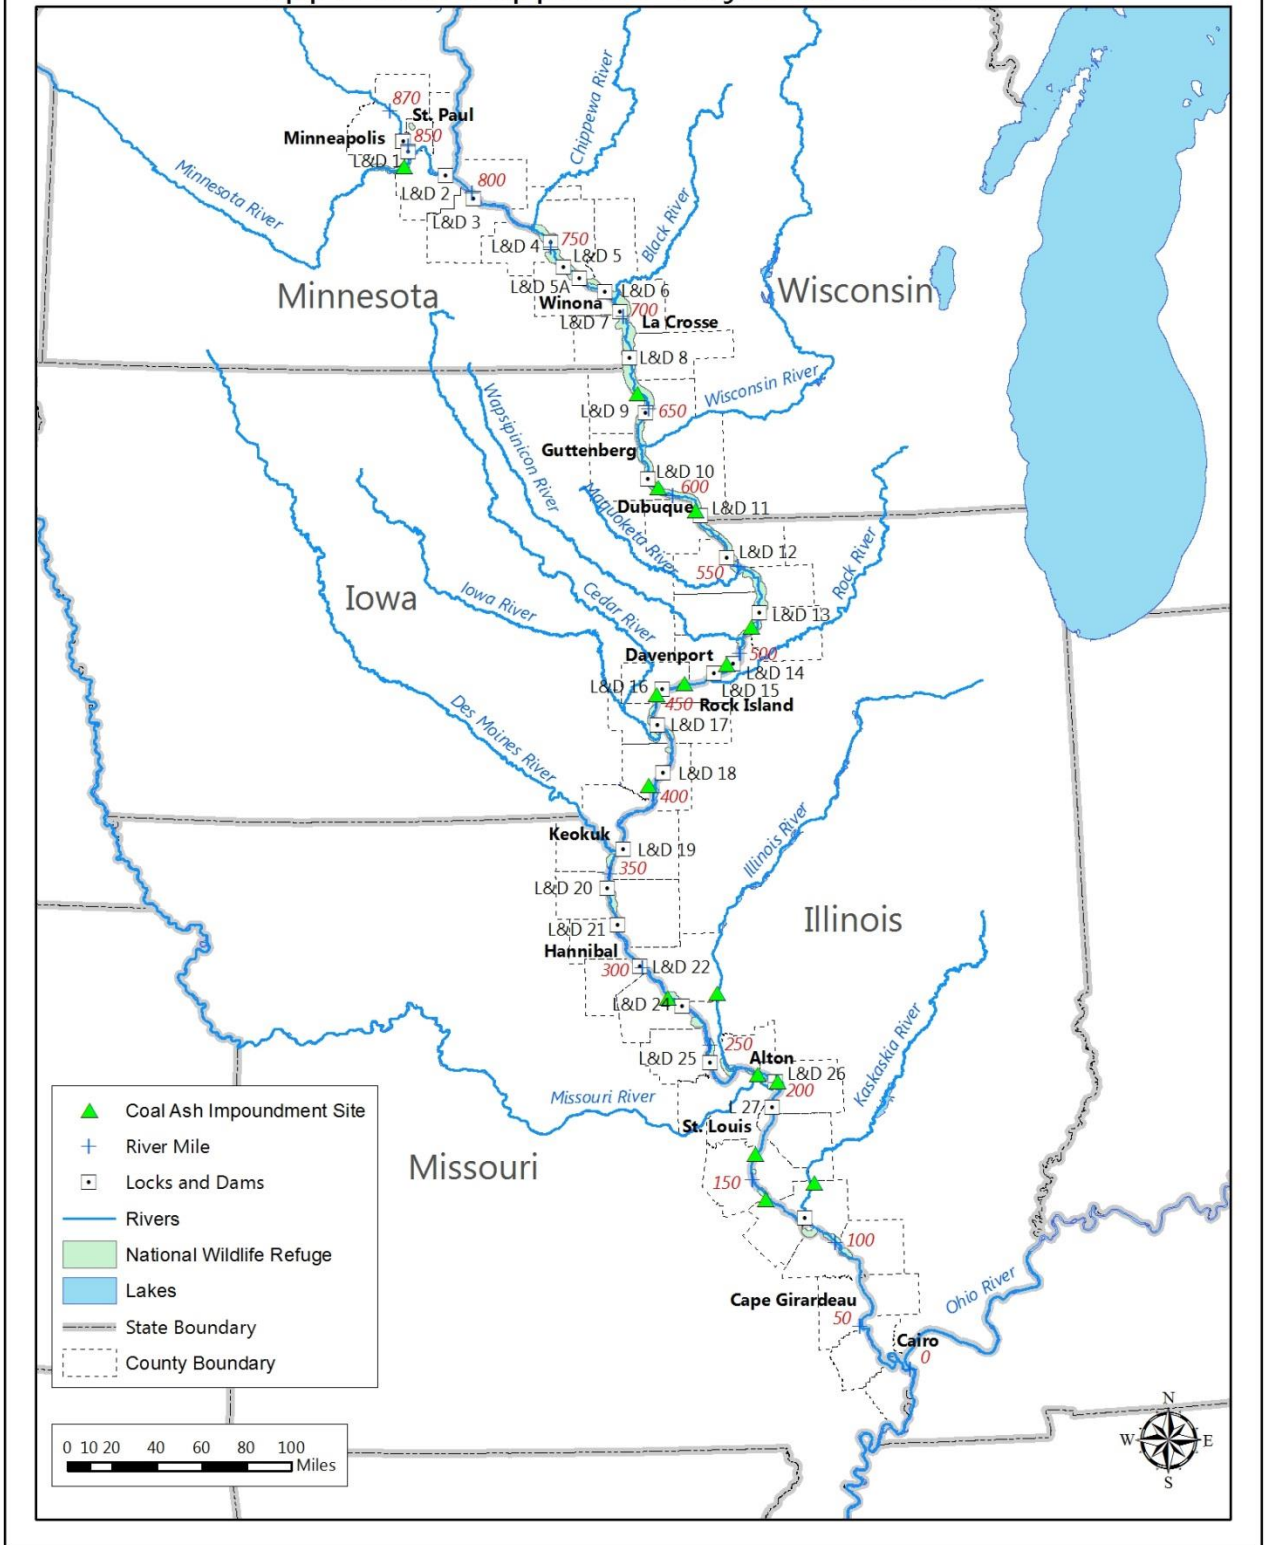 870
St. Paul
Minneapolis
850
L&D 1
Chippewa River
Minnesota River
L&D 2
800
L&D 3
Black River
L&D 4
750
L&D 5
L&D 5A
L&D 6
Minnesota
Wisconsin
Winona
700
L&D 7
La Crosse
L&D 8
Wisconsin River
L&D 9
650
Wapsipinicon River
Guttenberg
L&D 10
600
Maquoketa River
Dubuque
L&D 11
L&D 12
550
Rock River
Iowa
Iowa River
Cedar River
L&D 13
Davenport
500
L&D 14
L&D 16
L&D 15
450
Rock Island
Des Moines River
L&D 17
L&D 18
400
Keokuk
L&D 19
350
Illinois River
L&D 20
Illinois
L&D 21
Hannibal
300
L&D 22
L&D 24
Kaskaskia River
250
L&D 25
Alton
L&D 26
200
Missouri River
L 27
St. Louis
Missouri
150
100
Cape Girardeau
Ohio River
50
Cairo
0
Coal Ash Impoundment Site
River Mile
Locks and Dams
Rivers
National Wildlife Refuge
Lakes
State Boundary
County Boundary
0 10 20 40 60 80 100
Miles
N
W
E
S